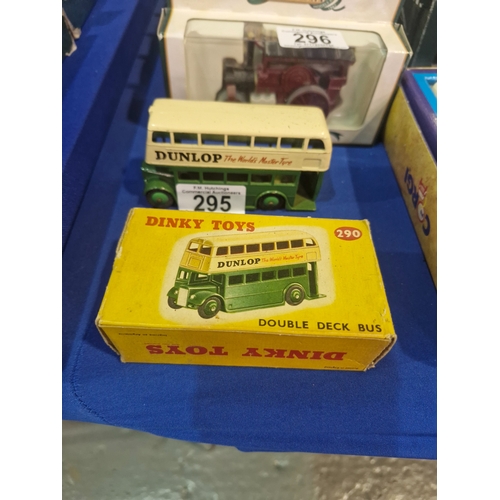 296
DUNLOP The World's Master Tyre
295
DINKY TOYS
290
DUNLOP The World's Master Tyre
DOUBLE DECK BUS
DINKY TOYS